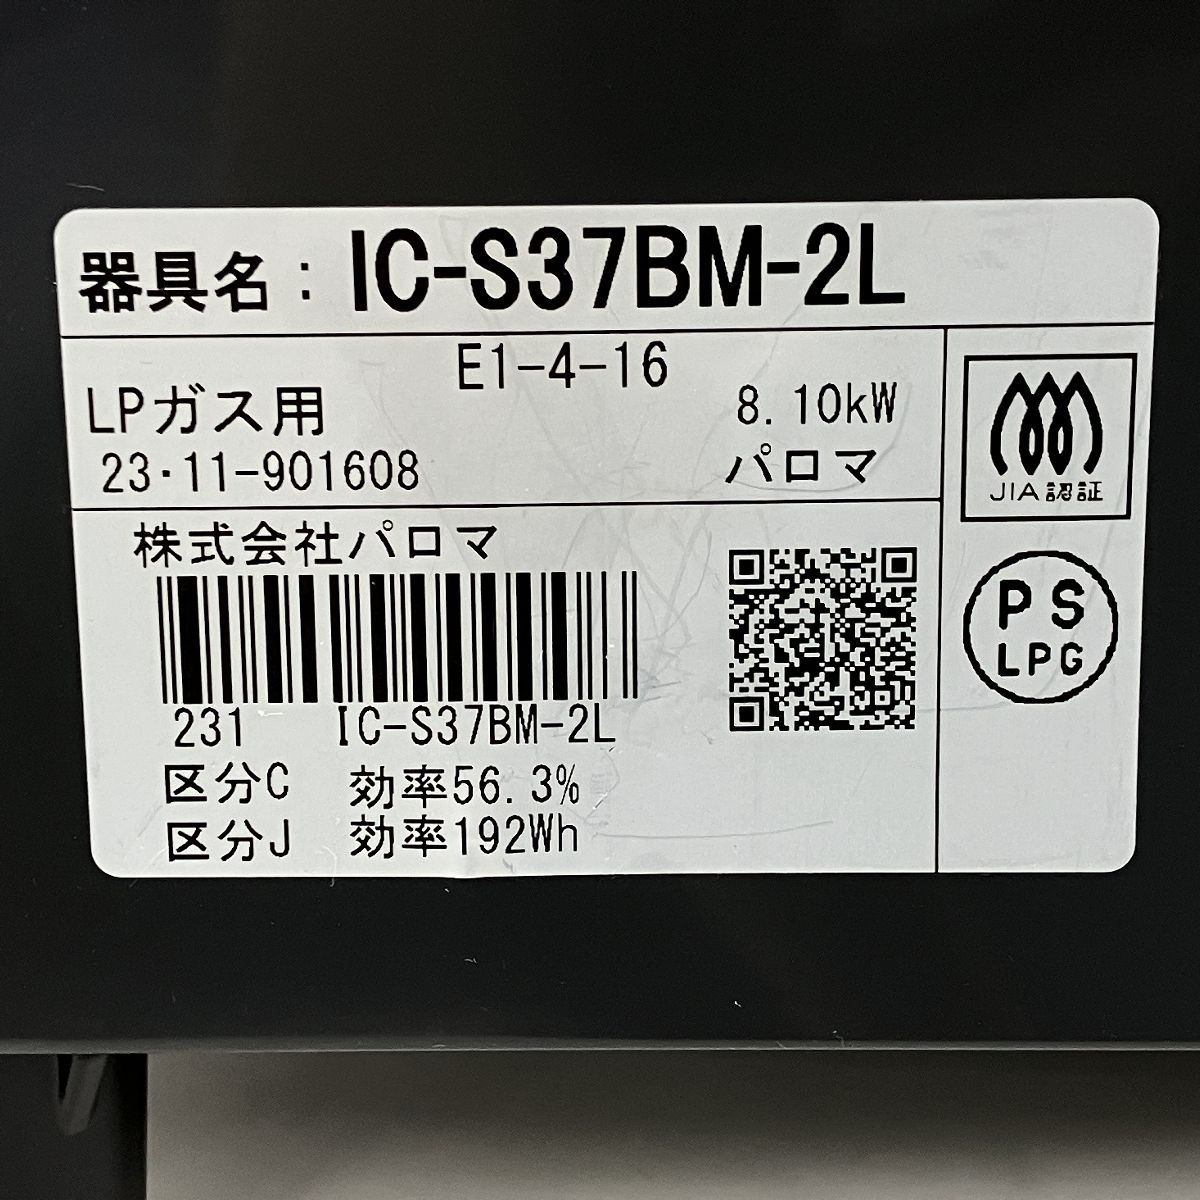 器具名：IC-S37BM-2L
E1-4-16
LPガス用 8.10kW
23・11-901608 パロマ
JIA認証
株式会社パロマ
PS
LPG
231 IC-S37BM-2L
区分C 効率56.3%
区分J 効率192Wh